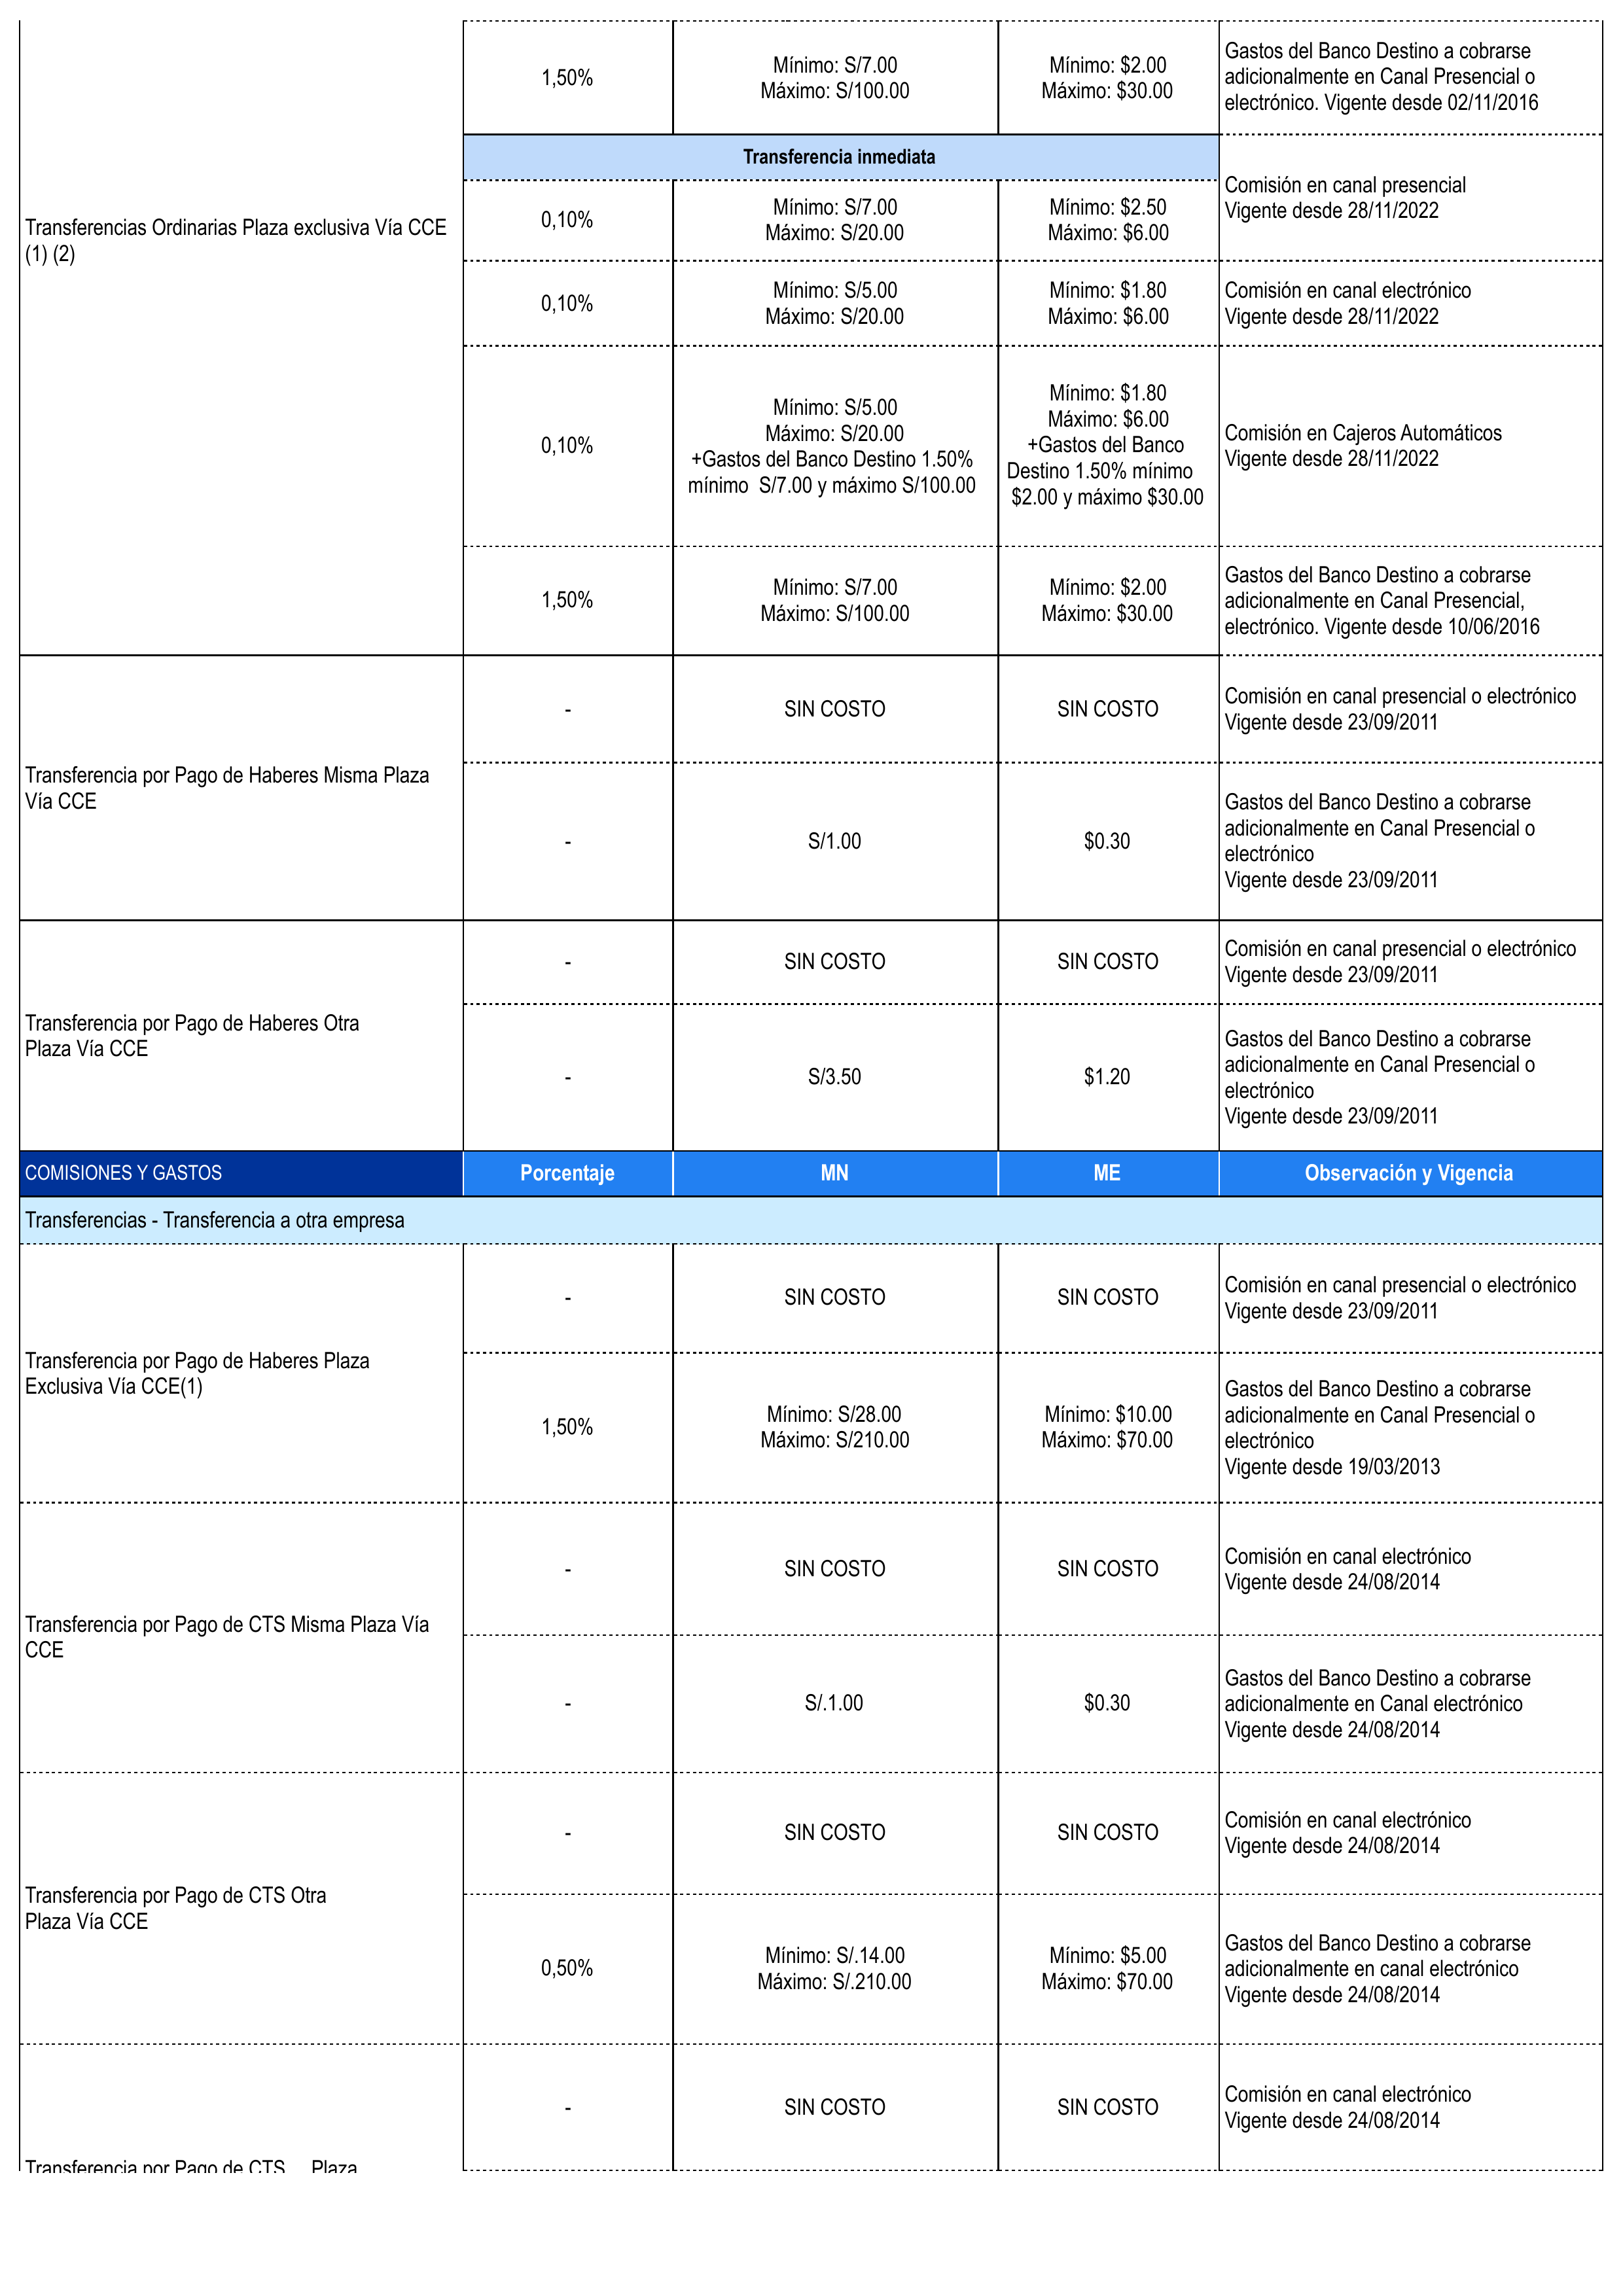 Transferencias Ordinarias Plaza exclusiva Vía CCE
(1) (2)
1,50%
Mínimo: S/7.00
Máximo: S/100.00
Mínimo: $2.00
Máximo: $30.00
Gastos del Banco Destino a cobrarse
adicionalmente en Canal Presencial o
electrónico. Vigente desde 02/11/2016
Transferencia inmediata
0,10%
Mínimo: S/7.00
Máximo: S/20.00
Mínimo: $2.50
Máximo: $6.00
Comisión en canal presencial
Vigente desde 28/11/2022
0,10%
Mínimo: S/5.00
Máximo: S/20.00
Mínimo: $1.80
Máximo: $6.00
Comisión en canal electrónico
Vigente desde 28/11/2022
0,10%
Mínimo: S/5.00
Máximo: S/20.00
+Gastos del Banco Destino 1.50%
mínimo  S/7.00 y máximo S/100.00
Mínimo: $1.80
Máximo: $6.00
+Gastos del Banco
Destino 1.50% mínimo
$2.00 y máximo $30.00
Comisión en Cajeros Automáticos
Vigente desde 28/11/2022
1,50%
Mínimo: S/7.00
Máximo: S/100.00
Mínimo: $2.00
Máximo: $30.00
Gastos del Banco Destino a cobrarse
adicionalmente en Canal Presencial,
electrónico. Vigente desde 10/06/2016
Transferencia por Pago de Haberes Misma Plaza
Vía CCE
-
SIN COSTO
SIN COSTO
Comisión en canal presencial o electrónico
Vigente desde 23/09/2011
-
S/1.00
$0.30
Gastos del Banco Destino a cobrarse
adicionalmente en Canal Presencial o
electrónico
Vigente desde 23/09/2011
Transferencia por Pago de Haberes Otra
Plaza Vía CCE
-
SIN COSTO
SIN COSTO
Comisión en canal presencial o electrónico
Vigente desde 23/09/2011
-
S/3.50
$1.20
Gastos del Banco Destino a cobrarse
adicionalmente en Canal Presencial o
electrónico
Vigente desde 23/09/2011
COMISIONES Y GASTOS
Porcentaje
MN
ME
Observación y Vigencia
Transferencias - Transferencia a otra empresa
Transferencia por Pago de Haberes Plaza
Exclusiva Vía CCE(1)
-
SIN COSTO
SIN COSTO
Comisión en canal presencial o electrónico
Vigente desde 23/09/2011
1,50%
Mínimo: S/28.00
Máximo: S/210.00
Mínimo: $10.00
Máximo: $70.00
Gastos del Banco Destino a cobrarse
adicionalmente en Canal Presencial o
electrónico
Vigente desde 19/03/2013
Transferencia por Pago de CTS Misma Plaza Vía
CCE
-
SIN COSTO
SIN COSTO
Comisión en canal electrónico
Vigente desde 24/08/2014
-
S/.1.00
$0.30
Gastos del Banco Destino a cobrarse
adicionalmente en Canal electrónico
Vigente desde 24/08/2014
Transferencia por Pago de CTS Otra
Plaza Vía CCE
-
SIN COSTO
SIN COSTO
Comisión en canal electrónico
Vigente desde 24/08/2014
0,50%
Mínimo: S/.14.00
Máximo: S/.210.00
Mínimo: $5.00
Máximo: $70.00
Gastos del Banco Destino a cobrarse
adicionalmente en canal electrónico
Vigente desde 24/08/2014
-
SIN COSTO
SIN COSTO
Comisión en canal electrónico
Vigente desde 24/08/2014
Transferencia por Pago de CTS    Plaza